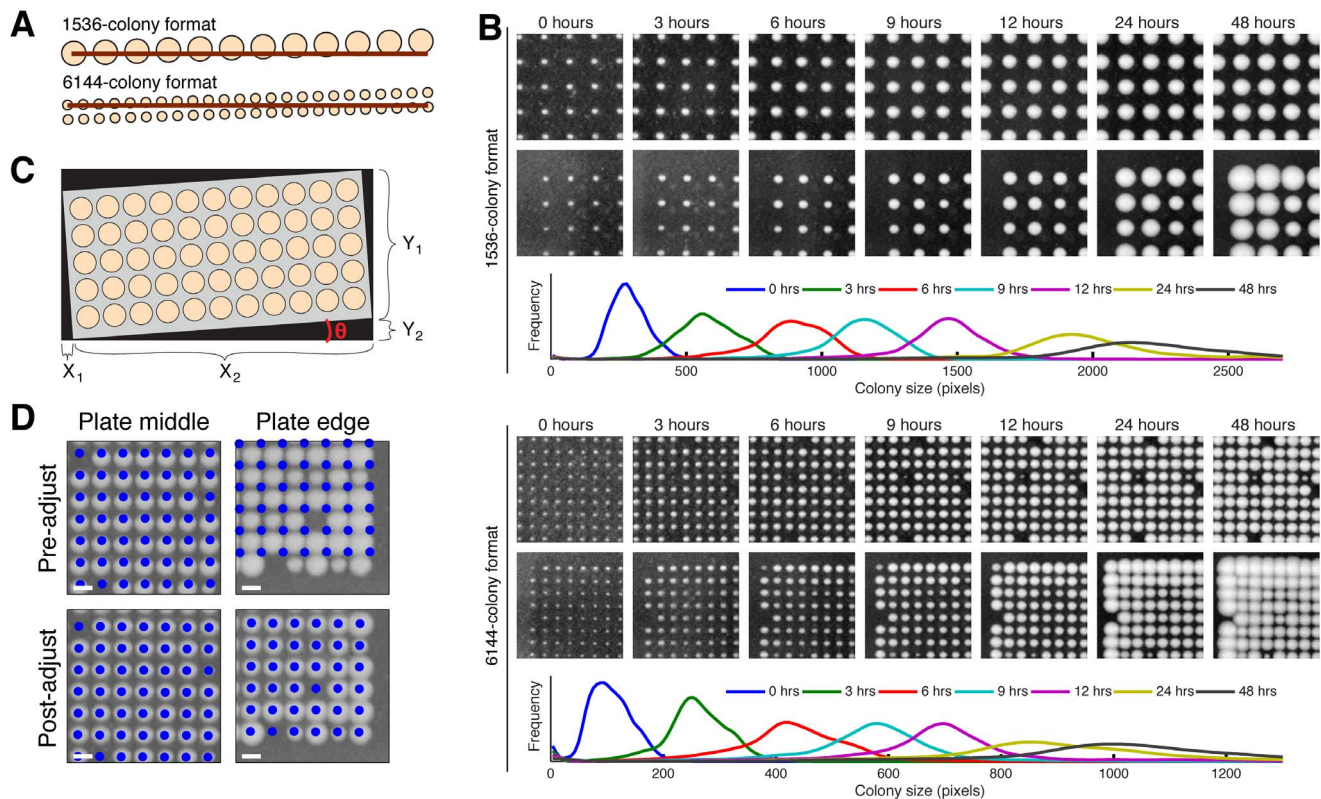 A
1536-colony format
6144-colony format
B
0 hours 3 hours 6 hours 9 hours 12 hours 24 hours 48 hours
1536-colony format
Frequency
0 hrs 3 hrs 6 hrs 9 hrs 12 hrs 24 hrs 48 hrs
0 500 1000 1500 2000 2500
Colony size (pixels)
0 hours 3 hours 6 hours 9 hours 12 hours 24 hours 48 hours
6144-colony format
Frequency
0 hrs 3 hrs 6 hrs 9 hrs 12 hrs 24 hrs 48 hrs
0 200 400 600 800 1000 1200
Colony size (pixels)
C
Y1
Y2
θ
X1 X2
D
Plate middle Plate edge
Pre-adjust
Post-adjust